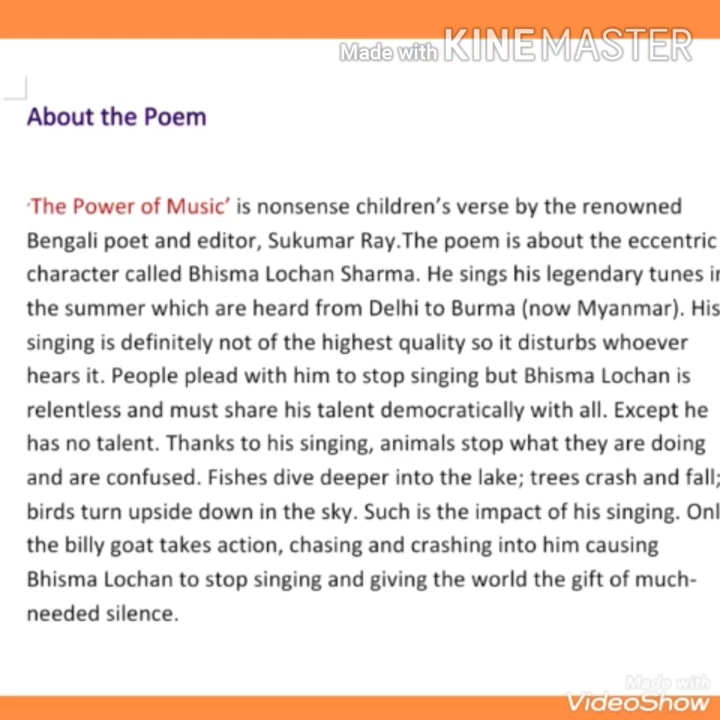 Made with KINEMASTER
About the Poem
‘The Power of Music’ is nonsense children’s verse by the renowned
Bengali poet and editor, Sukumar Ray.The poem is about the eccentric
character called Bhisma Lochan Sharma. He sings his legendary tunes in
the summer which are heard from Delhi to Burma (now Myanmar). His
singing is definitely not of the highest quality so it disturbs whoever
hears it. People plead with him to stop singing but Bhisma Lochan is
relentless and must share his talent democratically with all. Except he
has no talent. Thanks to his singing, animals stop what they are doing
and are confused. Fishes dive deeper into the lake; trees crash and fall;
birds turn upside down in the sky. Such is the impact of his singing. Onl
the billy goat takes action, chasing and crashing into him causing
Bhisma Lochan to stop singing and giving the world the gift of much-
needed silence.
Made with
VideoShow